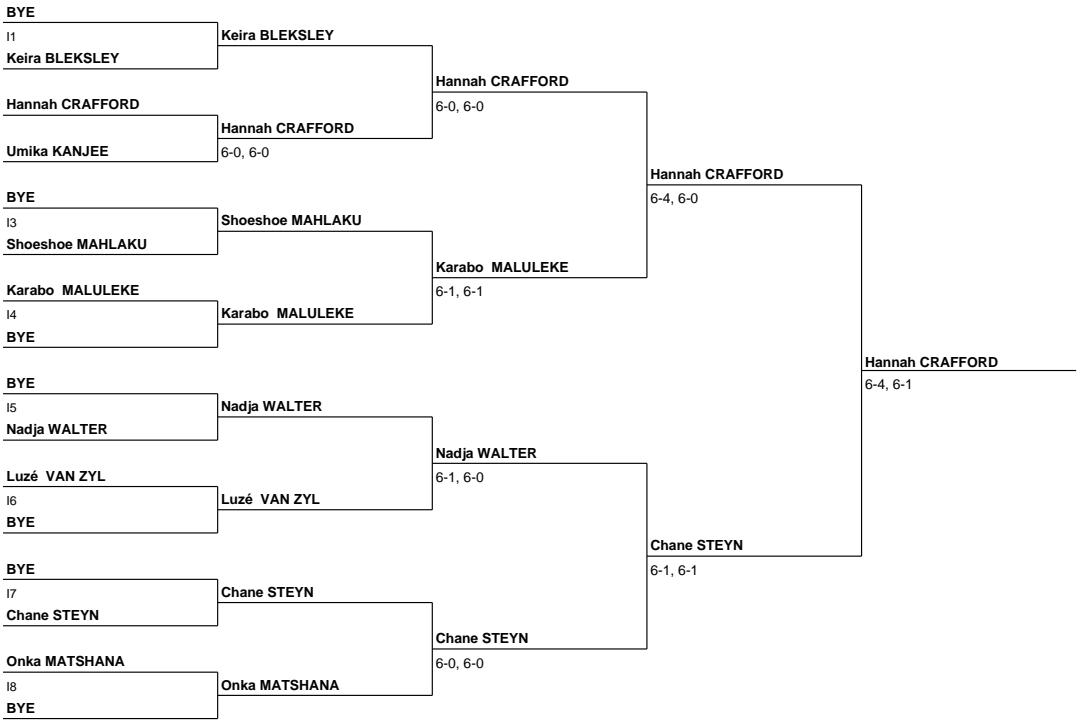 BYE
I1
Keira BLEKSLEY
Hannah CRAFFORD
Umika KANJEE
BYE
I3
Shoeshoe MAHLAKU
Karabo MALULEKE
I4
BYE
BYE
I5
Nadja WALTER
Luzé VAN ZYL
I6
BYE
BYE
I7
Chane STEYN
Onka MATSHANA
I8
BYE
Keira BLEKSLEY
Hannah CRAFFORD
6-0, 6-0
Shoeshoe MAHLAKU
Karabo MALULEKE
Nadja WALTER
Luzé VAN ZYL
Chane STEYN
Onka MATSHANA
Hannah CRAFFORD
6-0, 6-0
Karabo MALULEKE
6-1, 6-1
Nadja WALTER
6-1, 6-0
Chane STEYN
6-0, 6-0
Hannah CRAFFORD
6-4, 6-0
Chane STEYN
6-1, 6-1
Hannah CRAFFORD
6-4, 6-1